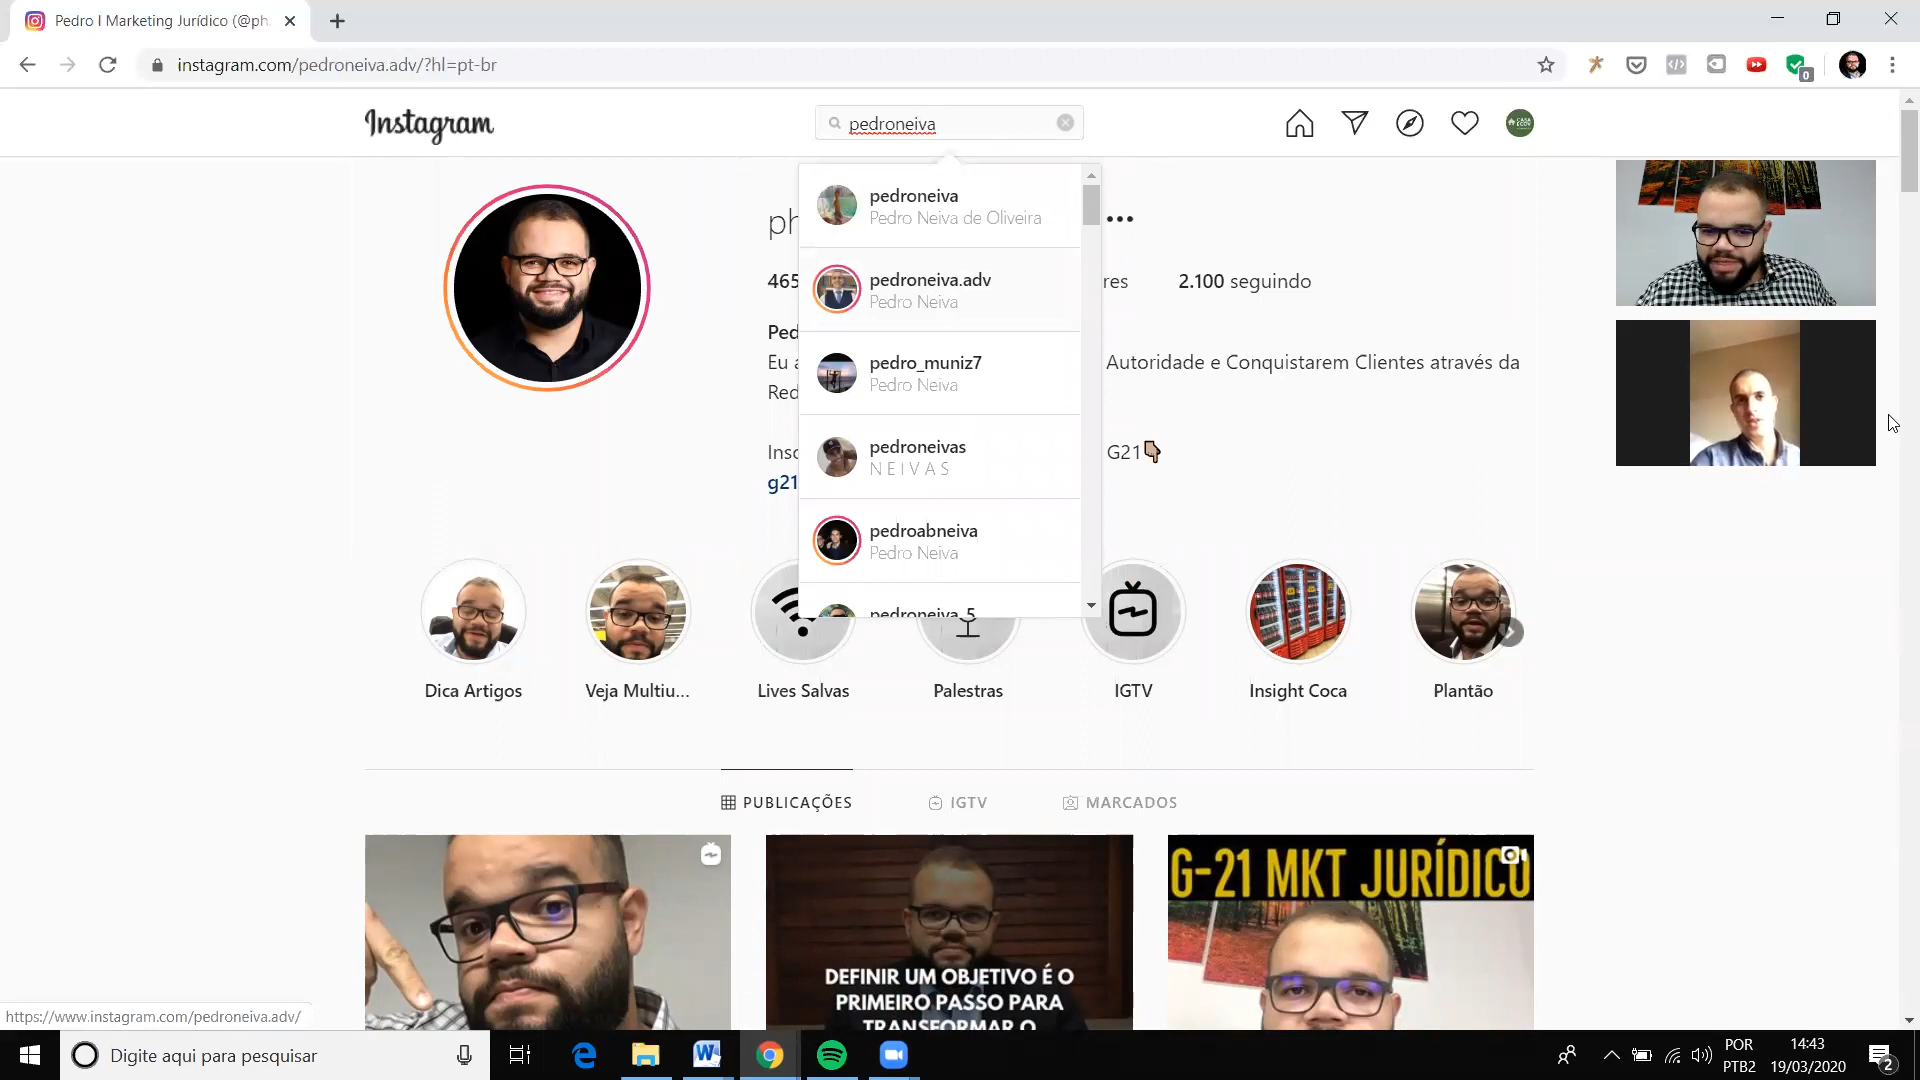 Pedro I Marketing Jurídico (@ph
instagram.com/pedroneiva.adv/?hl=pt-br
0
Instagram
pedroneiva
pedroneiva
Pedro Neiva de Oliveira
pedroneiva.adv
Pedro Neiva
pedro_muniz7
Pedro Neiva
pedroneivas
N E I V A S
pedroabneiva
Pedro Neiva
pedroneiva_5
ph
465 res 2.100 seguindo
Ped
Eu a Autoridade e Conquistarem Clientes através da
Red
Insc G21
g21
Dica Artigos
Veja Multiu...
Lives Salvas
Palestras
IGTV
Insight Coca
Plantão
PUBLICAÇÕES
IGTV
MARCADOS
DEFINIR UM OBJETIVO É O
PRIMEIRO PASSO PARA
TRANSFORMAR O
G-21 MKT JURÍDICO
https://www.instagram.com/pedroneiva.adv/
Digite aqui para pesquisar
POR
PTB2
14:43
19/03/2020
2